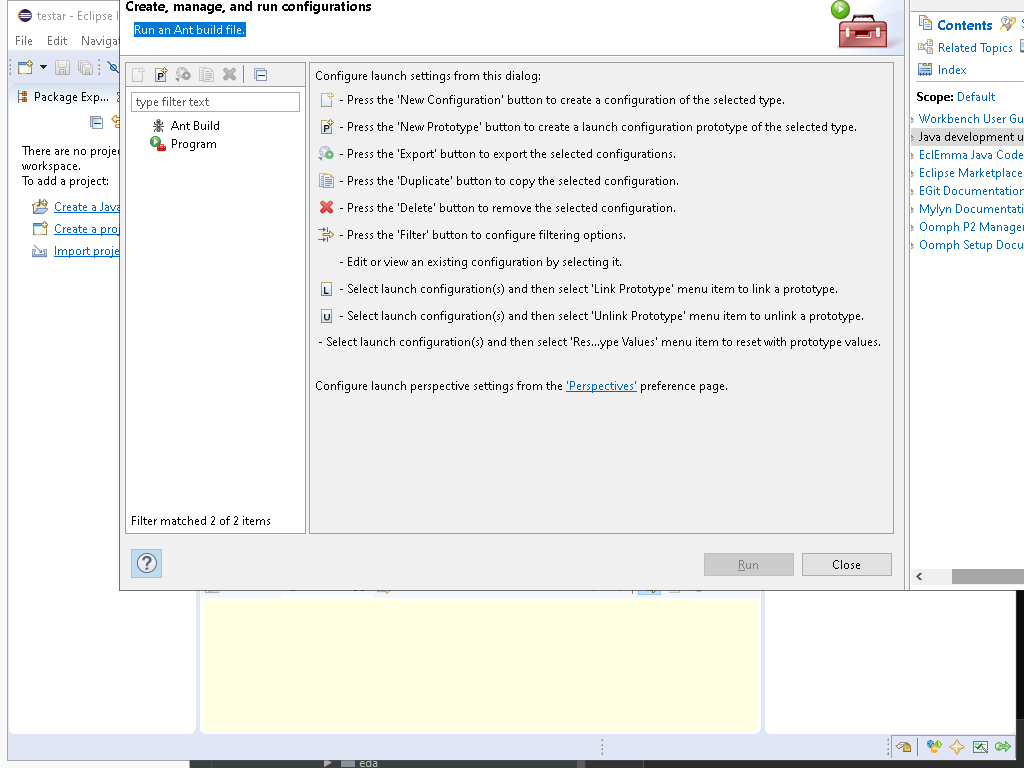 testar - Eclipse
File Edit
Package Exp...
There are no
workspace.
To add a project:
Create a Java
Create a
Import
Create, manage, and run configurations
Run an Ant build file.
type filter text
Ant Build
Program
Filter matched 2 of 2 items
Configure launch settings from this dialog:
- Press the 'New Configuration' button to create a configuration of the selected type.
- Press the 'New Prototype' button to create a launch configuration prototype of the selected type.
- Press the 'Export' button to export the selected configurations.
- Press the 'Duplicate' button to copy the selected configuration.
- Press the 'Delete' button to remove the selected configuration.
- Press the 'Filter' button to configure filtering options.
- Edit or view an existing configuration by selecting it.
- Select launch configuration(s) and then select 'Link Prototype' menu item to link a prototype.
- Select launch configuration(s) and then select 'Unlink Prototype' menu item to unlink a prototype.
- Select launch configuration(s) and then select 'Res...ype Values' menu item to reset with prototype values.
Configure launch perspective settings from the 'Perspectives' preference page.
Run
Close
Contents
Related Topics
Index
Scope: Default
Workbench User Gu
Java development u
EclEmma Java Code
Eclipse Marketplace
EGit Documentation
Mylyn Documentati
Oomph P2 Manager
Oomph Setup Docu
eda